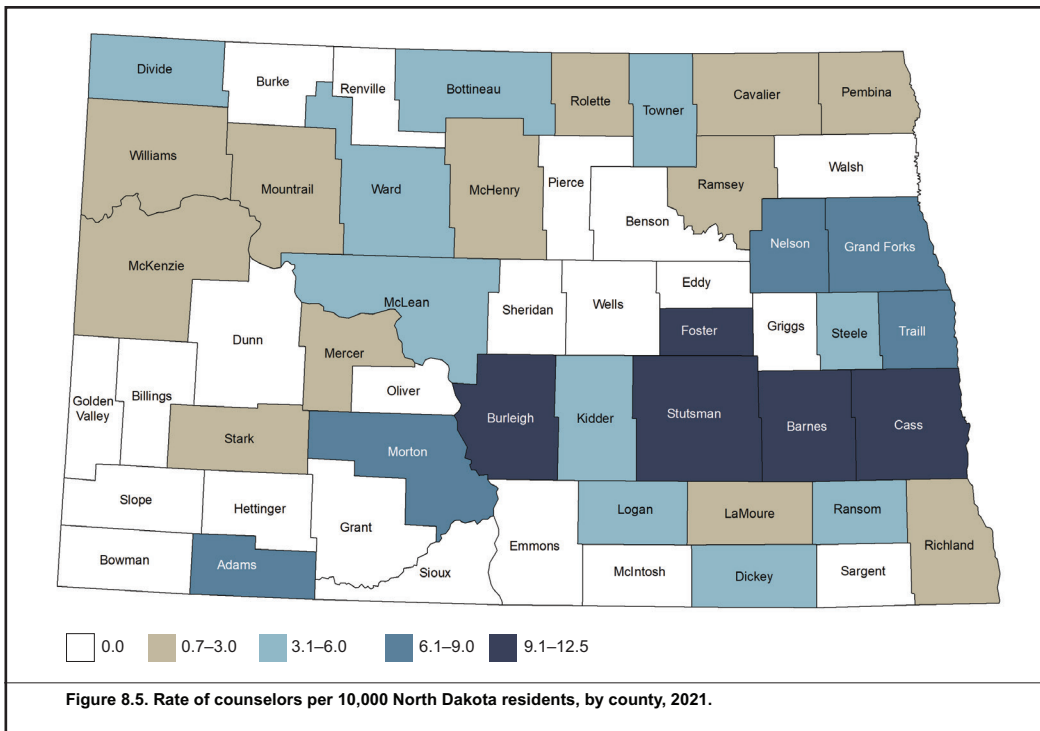 Divide
Burke
Renville
Bottineau
Rolette
Towner
Cavalier
Pembina
Williams
Mountrail
Ward
McHenry
Pierce
Benson
Ramsey
Walsh
Nelson
Grand Forks
McKenzie
McLean
Sheridan
Wells
Eddy
Foster
Griggs
Steele
Traill
Dunn
Mercer
Oliver
Golden
Valley
Billings
Stark
Morton
Burleigh
Kidder
Stutsman
Barnes
Cass
Slope
Hettinger
Grant
Emmons
Logan
LaMoure
Ransom
Richland
Bowman
Adams
Sioux
McIntosh
Dickey
Sargent
0.0 0.7–3.0 3.1–6.0 6.1–9.0 9.1–12.5
Figure 8.5. Rate of counselors per 10,000 North Dakota residents, by county, 2021.